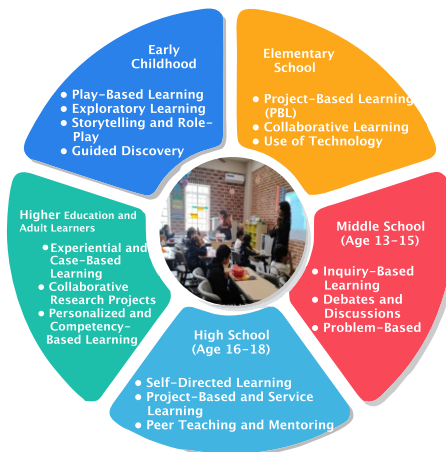 Early
Childhood
● Play-Based Learning
● Exploratory Learning
● Storytelling and Role-
Play
● Guided Discovery
Elementary
School
● Project-Based Learning
(PBL)
● Collaborative Learning
● Use of Technology
Middle School
(Age 13-15)
● Inquiry-Based
Learning
● Debates and
Discussions
● Problem-Based
High School
(Age 16-18)
● Self-Directed Learning
● Project-Based and Service
Learning
● Peer Teaching and Mentoring
Higher Education and
Adult Learners
● Experiential and
Case-Based
Learning
● Collaborative
Research Projects
● Personalized and
Competency-
Based Learning